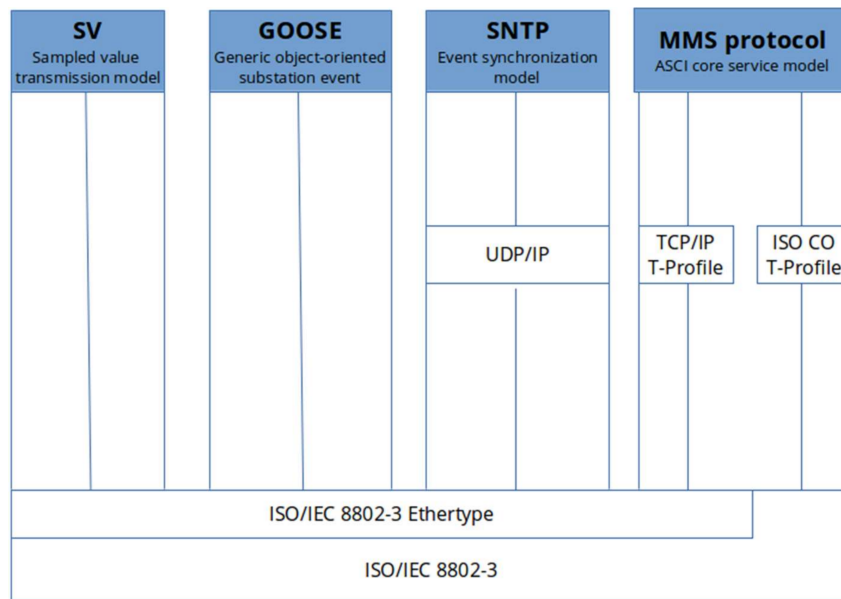 SV
Sampled value
transmission model
GOOSE
Generic object-oriented
substation event
SNTP
Event synchronization
model
MMS protocol
ASCI core service model
UDP/IP
TCP/IP
T-Profile
ISO CO
T-Profile
ISO/IEC 8802-3 Ethertype
ISO/IEC 8802-3